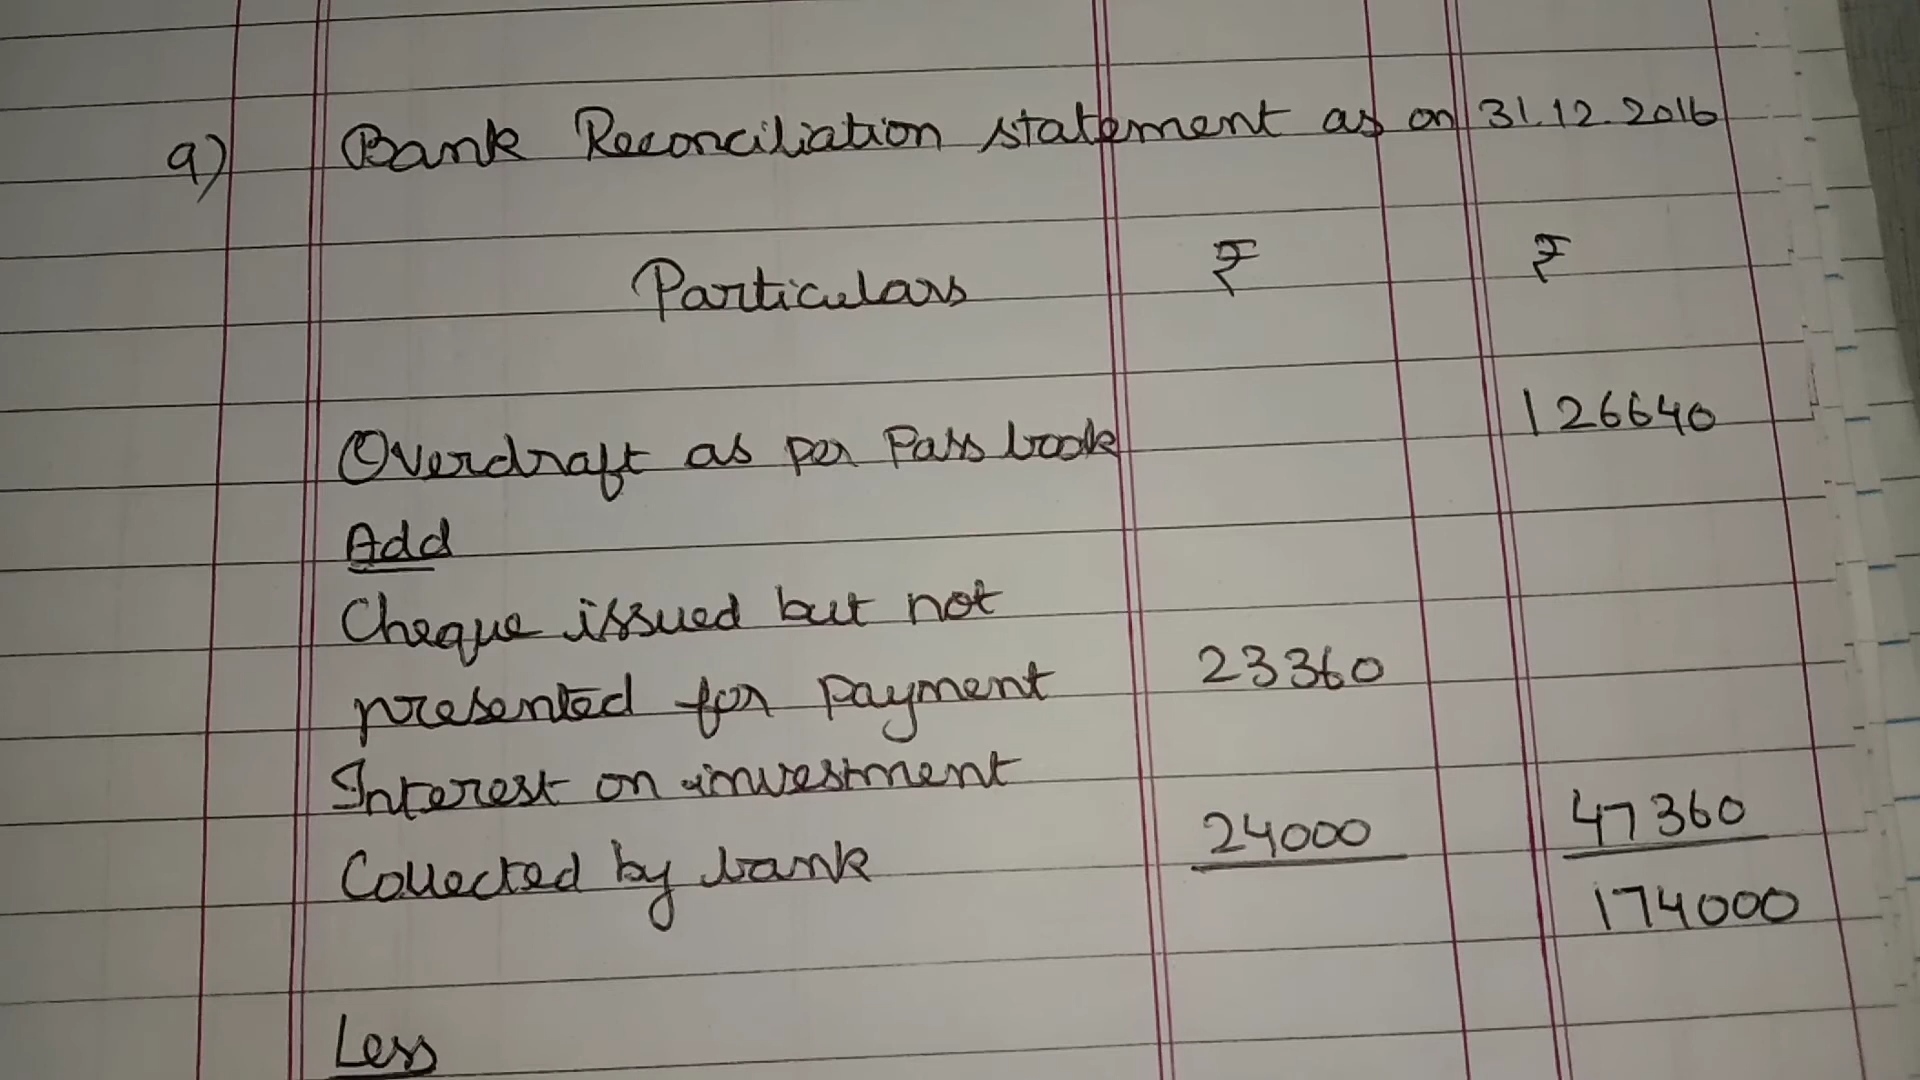 9) Bank Reconciliation statement as on 31.12.2016
Particulars ₹ ₹
Overdraft as per Pass book 126640
Add
Cheque issued but not
presented for payment 23360
Interest on investment
Collected by bank 24000 47360
174000
Less